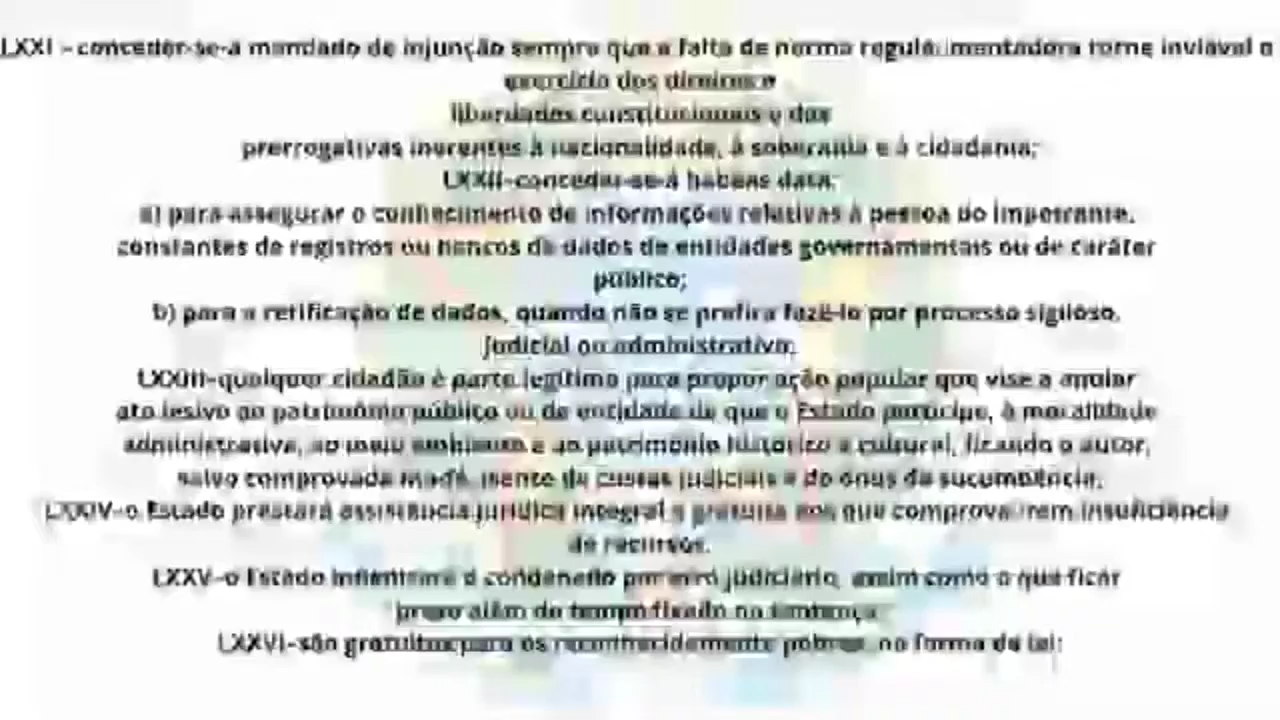 LXXI - conceder-se-á mandado de injunção sempre que a falta de norma regula mentadora torne inviável o
exercício dos direitos e
liberdades constitucionais e das
prerrogativas inerentes à nacionalidade, à soberania e à cidadania;
LXXII-conceder-se-á habeas data:
a) para assegurar o conhecimento de informações relativas à pessoa do impetrante,
constantes de registros ou bancos de dados de entidades governamentais ou de caráter
público;
b) para a retificação de dados, quando não se prefira fazê-lo por processo sigiloso,
judicial ou administrativo;
LXXIII-qualquer cidadão é parte legítima para propor ação popular que vise a anular
ato lesivo ao patrimônio público ou de entidade de que o Estado participe, à moralidade
administrativa, ao meio ambiente e ao patrimônio histórico e cultural, ficando o autor,
salvo comprovada má-fé, isento de custas judiciais e do ônus da sucumbência;
LXXIV-o Estado prestará assistência jurídica integral e gratuita aos que comprovarem insuficiência
de recursos.
LXXV-o Estado indenizará o condenado por erro judiciário, assim como o que ficar
preso além do tempo fixado na sentença;
LXXVI-são gratuitos para os reconhecidamente pobres, na forma da lei: